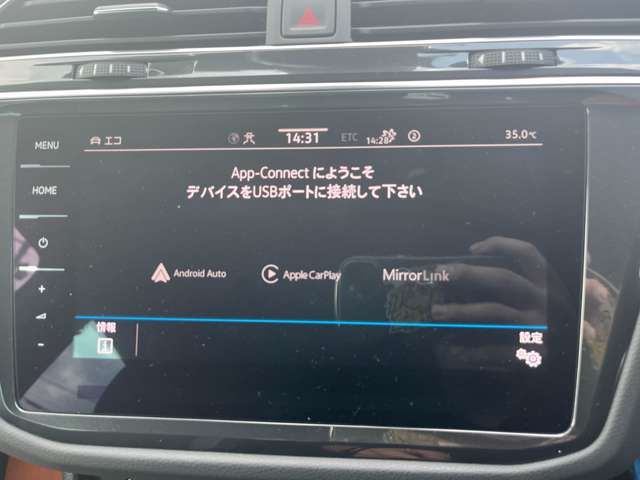 MENU
エコ
14:31
ETC
14:28
2
35.0℃
App-Connect にようこそ
デバイスをUSBポートに接続して下さい
HOME
Android Auto
Apple CarPlay
MirrorLink
+
-
情報
設定